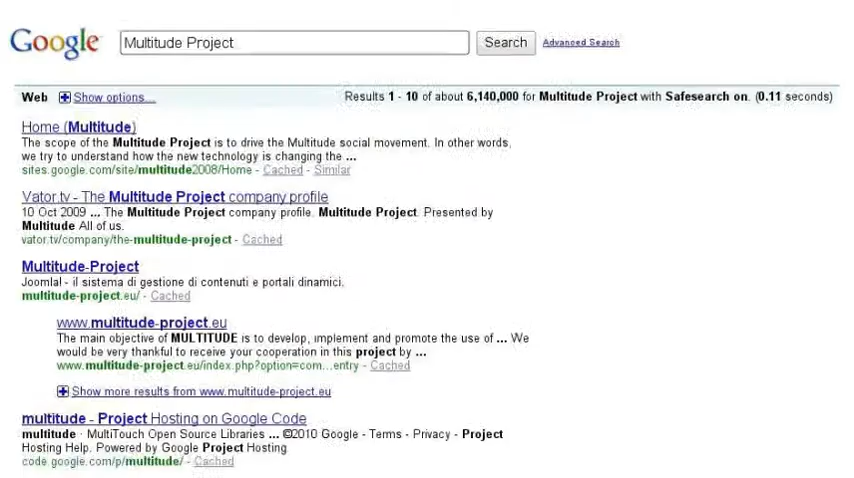 Google
Multitude Project
Search
Advanced Search
Web
Show options...
Results 1 - 10 of about 6,140,000 for Multitude Project with Safesearch on. (0.11 seconds)
Home (Multitude)
The scope of the Multitude Project is to drive the Multitude social movement. In other words,
we try to understand how the new technology is changing the ...
sites.google.com/site/multitude2008/Home - Cached - Similar
Vator.tv - The Multitude Project company profile
10 Oct 2009 ... The Multitude Project company profile. Multitude Project. Presented by
Multitude All of us.
vator.tv/company/the-multitude-project - Cached
Multitude-Project
Joomla! - il sistema di gestione di contenuti e portali dinamici.
multitude-project.eu/ - Cached
www.multitude-project.eu
The main objective of MULTITUDE is to develop, implement and promote the use of ... We
would be very thankful to receive your cooperation in this project by ...
www.multitude-project.eu/index.php?option=com...entry - Cached
Show more results from www.multitude-project.eu
multitude - Project Hosting on Google Code
multitude · MultiTouch Open Source Libraries ... ©2010 Google - Terms - Privacy - Project
Hosting Help. Powered by Google Project Hosting
code.google.com/p/multitude/ - Cached